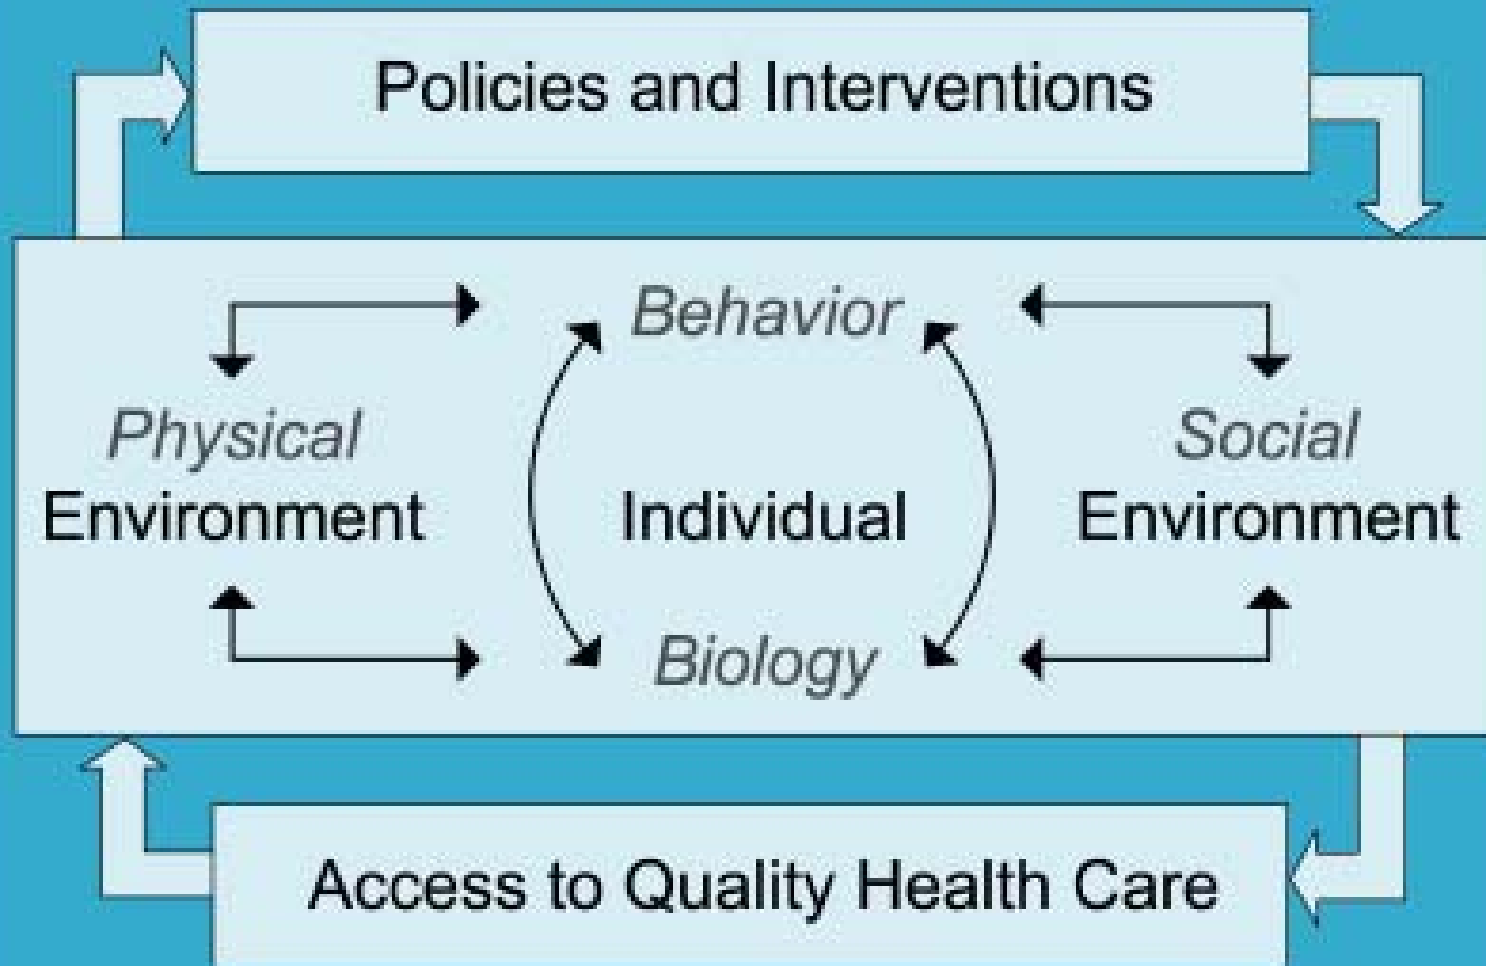 Policies and Interventions
Behavior
Physical
Environment
Individual
Social
Environment
Biology
Access to Quality Health Care